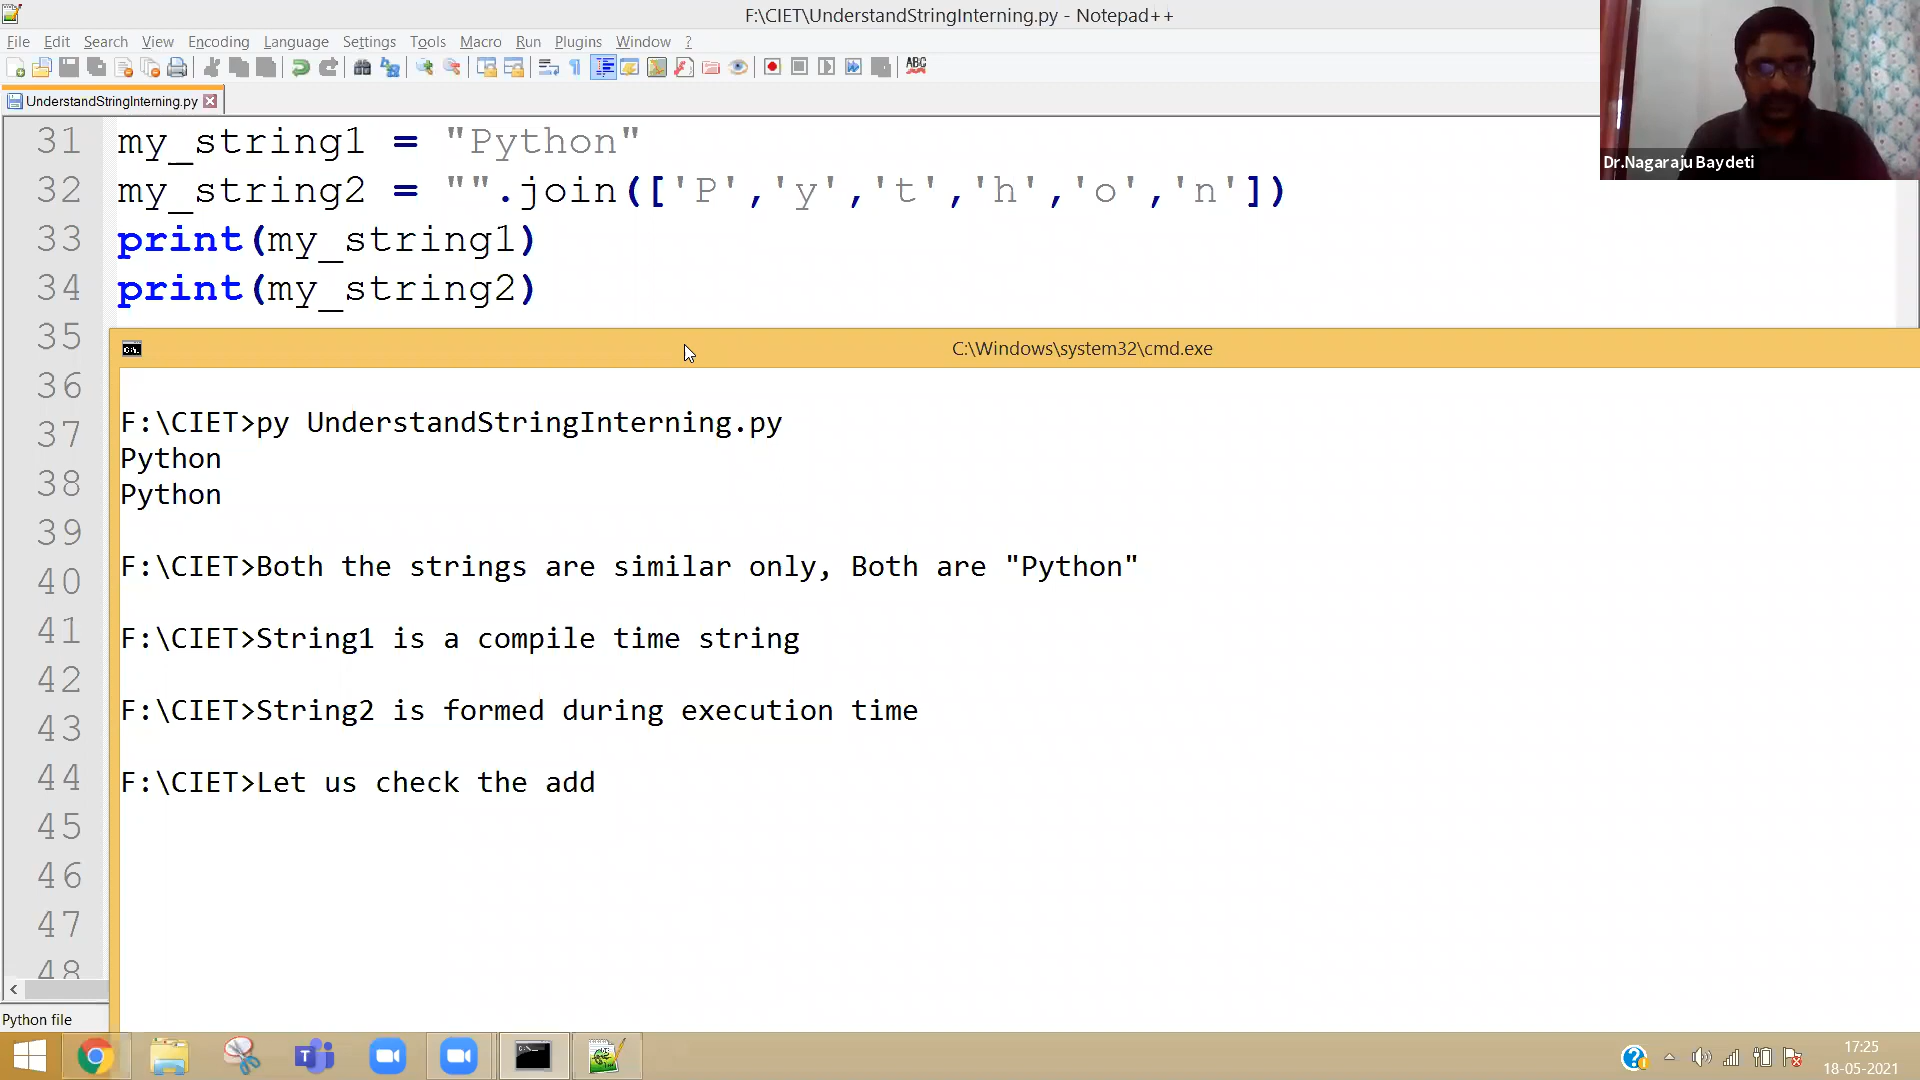 F:\CIET\UnderstandStringInterning.py - Notepad++
File Edit Search View Encoding Language Settings Tools Macro Run Plugins Window ?
ABC
UnderstandStringInterning.py
Dr.Nagaraju Baydeti
31 my_string1 = "Python"
32 my_string2 = "".join(['P','y','t','h','o','n'])
33 print(my_string1)
34 print(my_string2)
35
C:\Windows\system32\cmd.exe
36
37 F:\CIET>py UnderstandStringInterning.py
Python
38 Python
39
40 F:\CIET>Both the strings are similar only, Both are "Python"
41 F:\CIET>String1 is a compile time string
42
43 F:\CIET>String2 is formed during execution time
44 F:\CIET>Let us check the add
45
46
47
48
Python file
17:25
18-05-2021